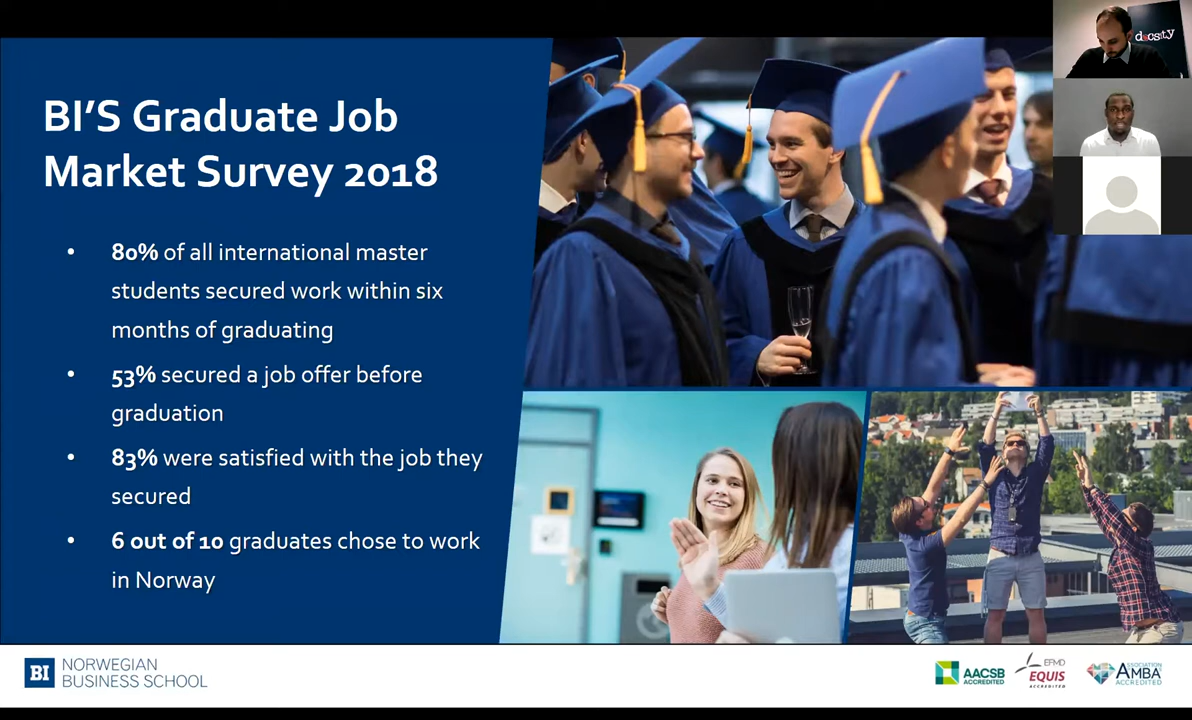 docsity
BI'S Graduate Job
Market Survey 2018
• 80% of all international master
students secured work within six
months of graduating
• 53% secured a job offer before
graduation
• 83% were satisfied with the job they
secured
• 6 out of 10 graduates chose to work
in Norway
BI
NORWEGIAN
BUSINESS SCHOOL
AACSB
ACCREDITED
EFMD
EQUIS
ACCREDITED
ASSOCIATION
AMBA
ACCREDITED